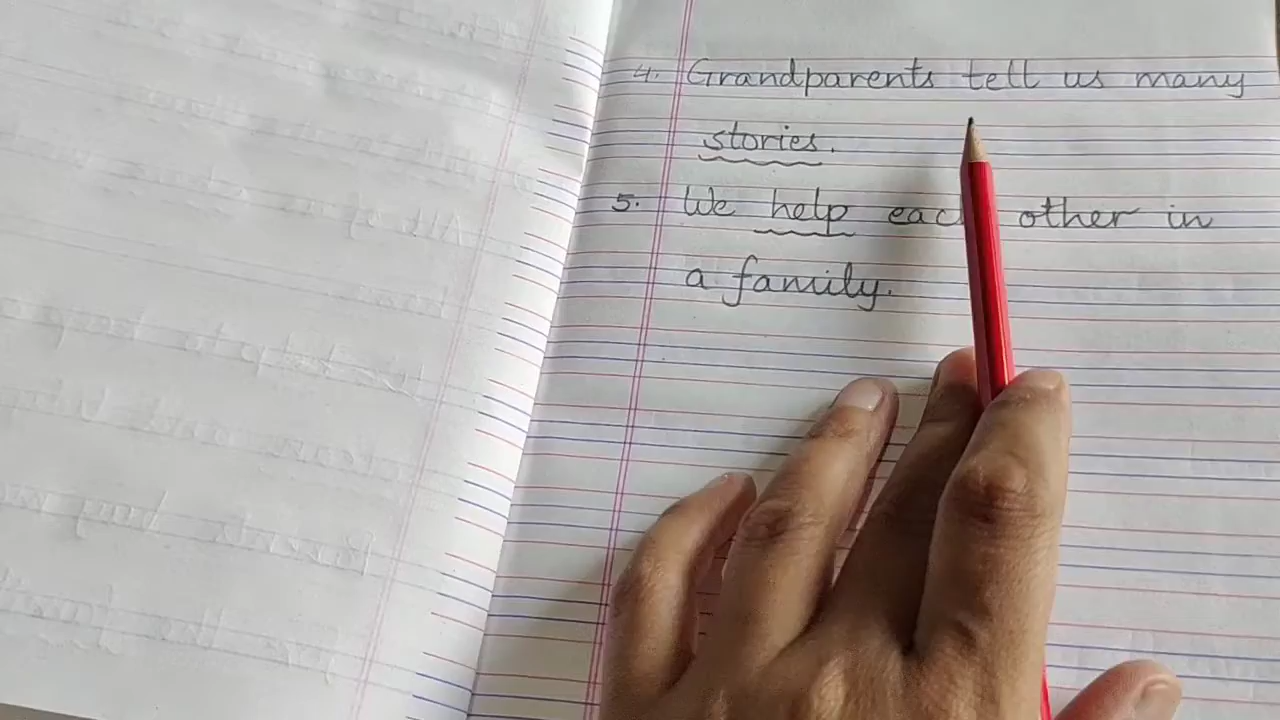 4. Grandparents tell us many
stories.
5. We help each other in
a family.